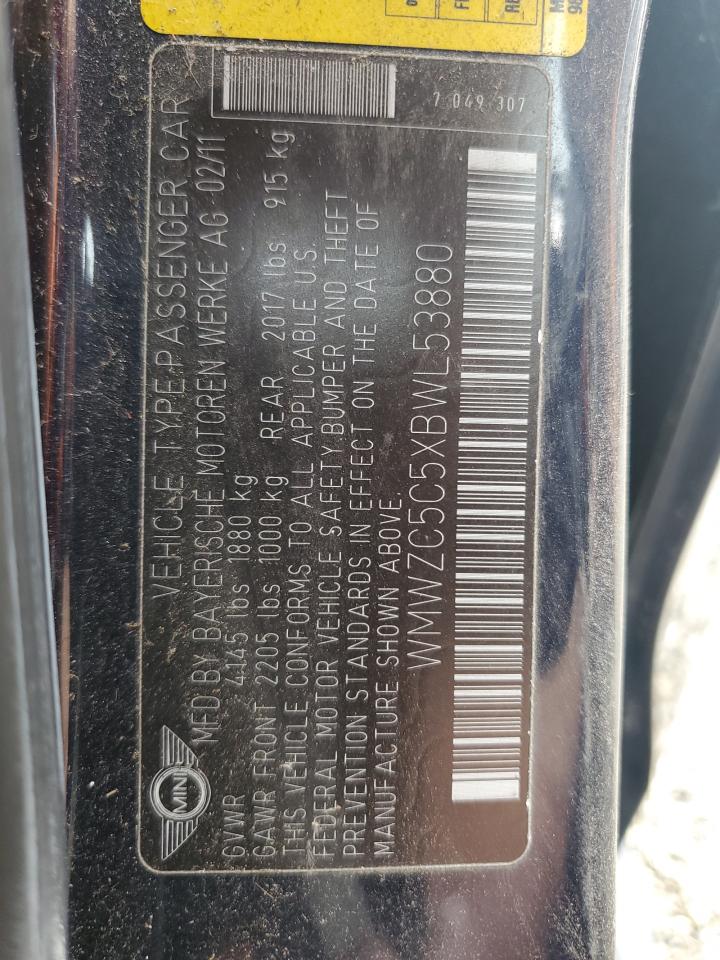 7 049 307
VEHICLE TYPE:PASSENGER CAR
MFD BY BAYERISCHE MOTOREN WERKE AG 02/11
MINI
GVWR 4145 lbs 1880 kg
GAWR FRONT 2205 lbs 1000 kg REAR 2017 lbs 915 kg
THIS VEHICLE CONFORMS TO ALL APPLICABLE U.S.
FEDERAL MOTOR VEHICLE SAFETY,BUMPER AND THEFT
PREVENTION STANDARDS IN EFFECT ON THE DATE OF
MANUFACTURE SHOWN ABOVE.
WMWZC5C5XBWL53880